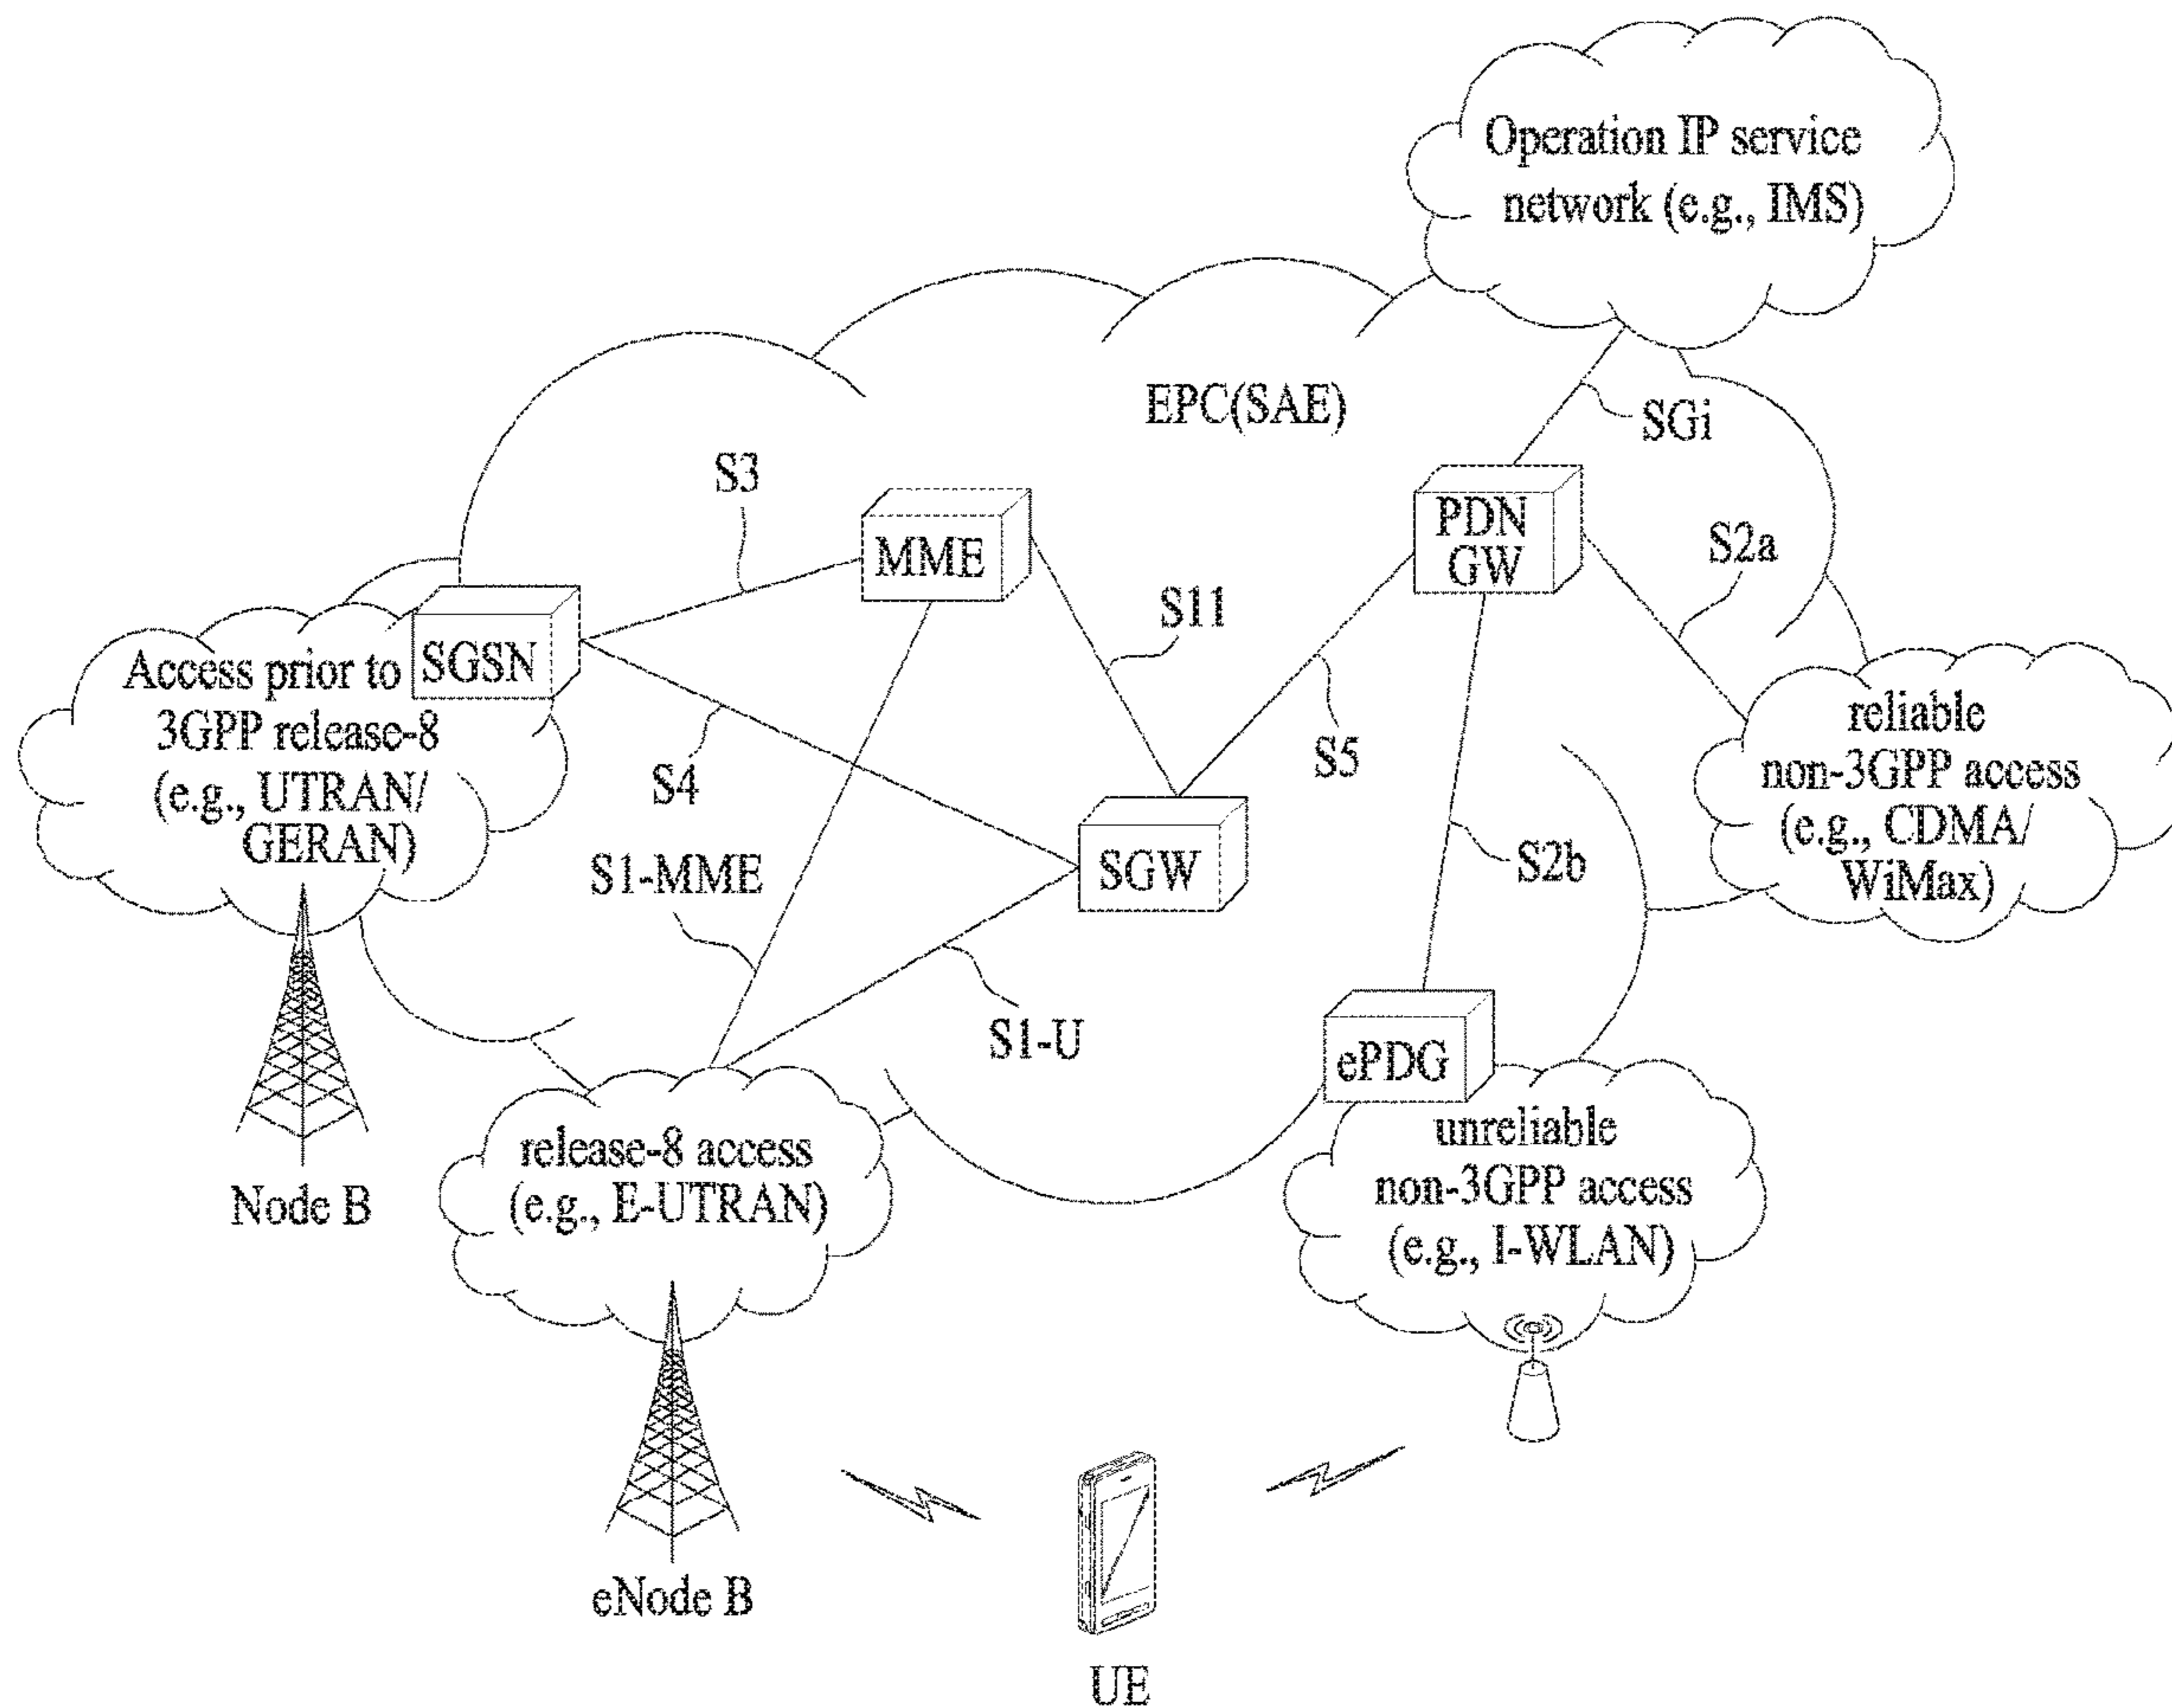 Operation IP service
network (e.g., IMS)
EPC(SAE)
SGi
S3
MME
PDN
GW
S2a
S11
SGSN
Access prior to
3GPP release-8
(e.g., UTRAN/
GERAN)
S4
S5
reliable
non-3GPP access
(e.g., CDMA/
WiMax)
S1-MME
SGW
S2b
S1-U
ePDG
unreliable
non-3GPP access
(e.g., I-WLAN)
release-8 access
(e.g., E-UTRAN)
Node B
eNode B
UE